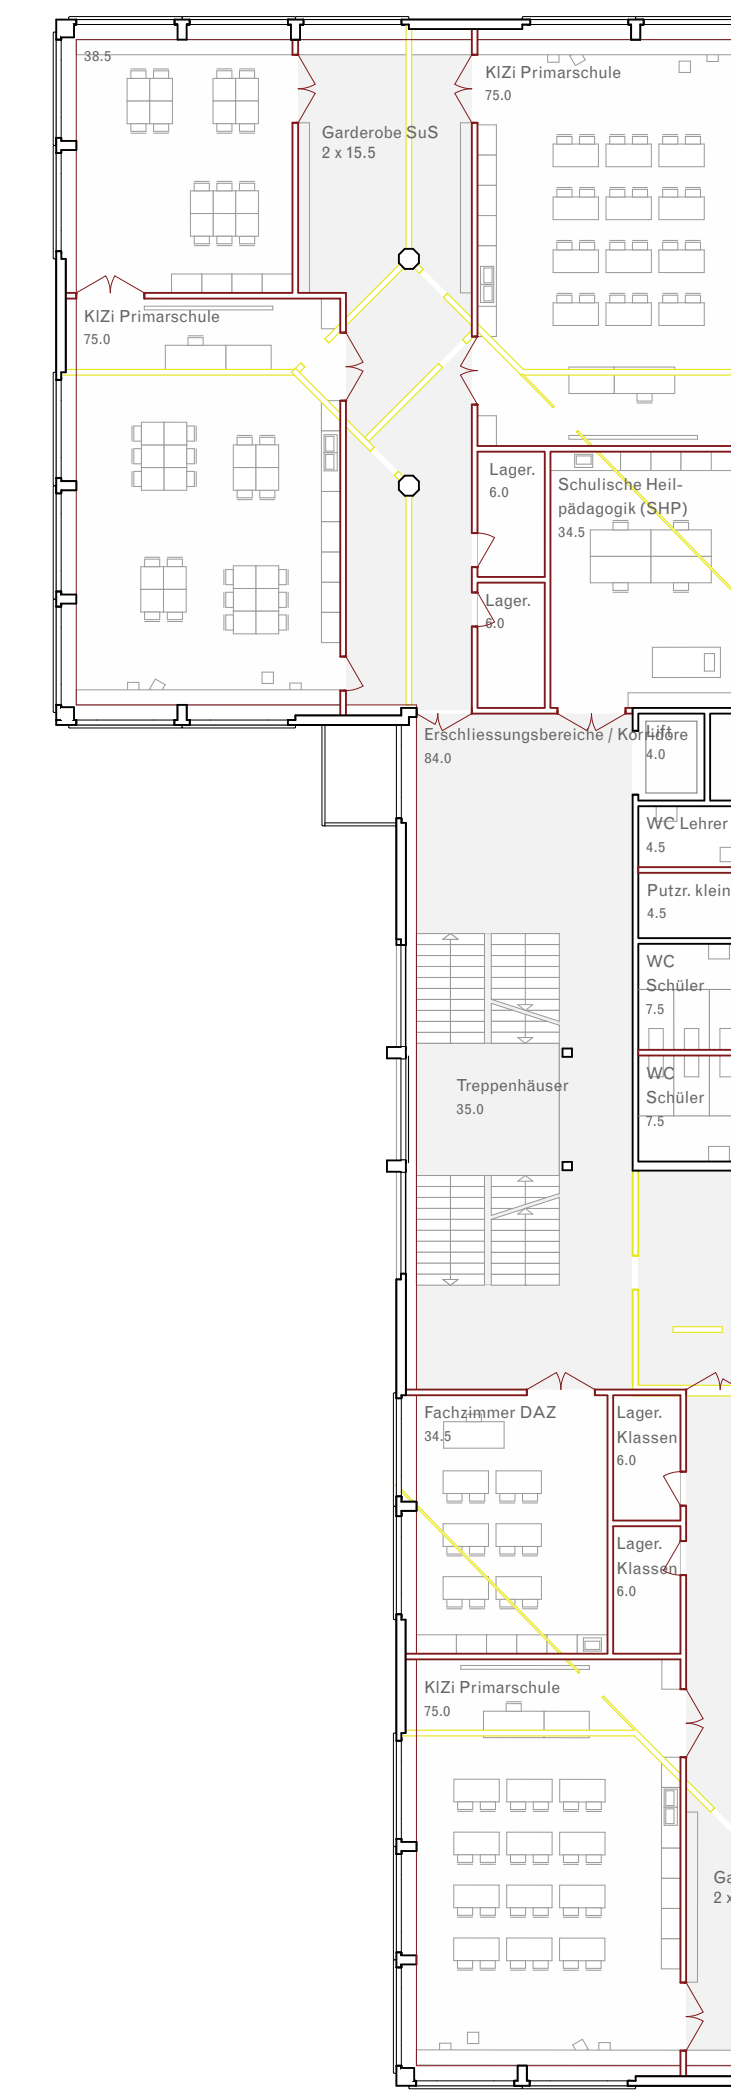 38.5
KIZi Primarschule
75.0
Garderobe SuS
2 x 15.5
KIZi Primarschule
75.0
Lager.
6.0
Schulische Heil-
pädagogik (SHP)
34.5
Lager.
6.0
Erschliessungsbereiche / Korridore
84.0
Lift
4.0
WC Lehrer
4.5
Putzr. klein
4.5
WC
Schüler
7.5
WC
Schüler
7.5
Treppenhäuser
35.0
Fachzimmer DAZ
34.5
Lager.
Klassen
6.0
Lager.
Klassen
6.0
KIZi Primarschule
75.0
Ga
2 x